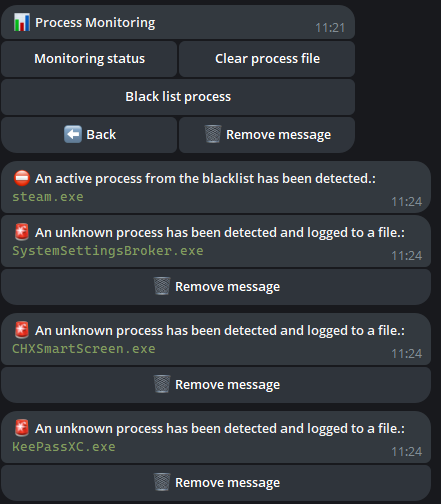 📊 Process Monitoring
11:21
Monitoring status
Clear process file
Black list process
⬅️ Back
🗑️ Remove message
⛔ An active process from the blacklist has been detected.:
steam.exe
11:24
🚨 An unknown process has been detected and logged to a file.:
SystemSettingsBroker.exe
11:24
🗑️ Remove message
🚨 An unknown process has been detected and logged to a file.:
CHXSmartScreen.exe
11:24
🗑️ Remove message
🚨 An unknown process has been detected and logged to a file.:
KeePassXC.exe
11:24
🗑️ Remove message